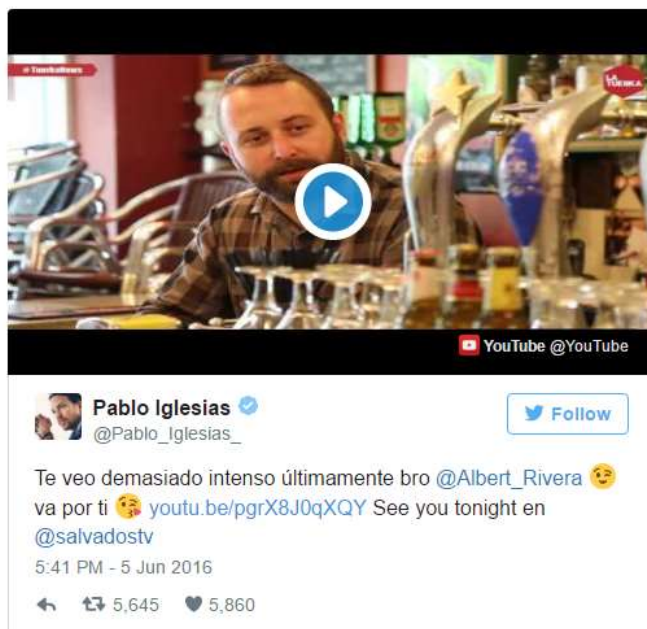 #TuerkaNews
LA TUERKA
YouTube @YouTube
Pablo Iglesias
@Pablo_Iglesias_
Follow
Te veo demasiado intenso últimamente bro @Albert_Rivera 😉
va por ti 😘 youtu.be/pgrX8J0qXQY See you tonight en
@salvadostv
5:41 PM - 5 Jun 2016
5,645 5,860